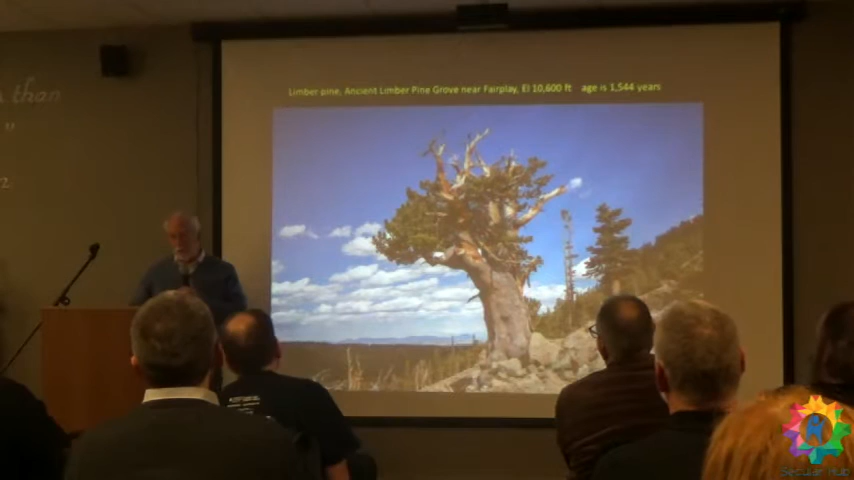 Limber pine, Ancient Limber Pine Grove near Fairplay, El 10,600 ft   age is 1,544 years
s than
"
Secular Hub